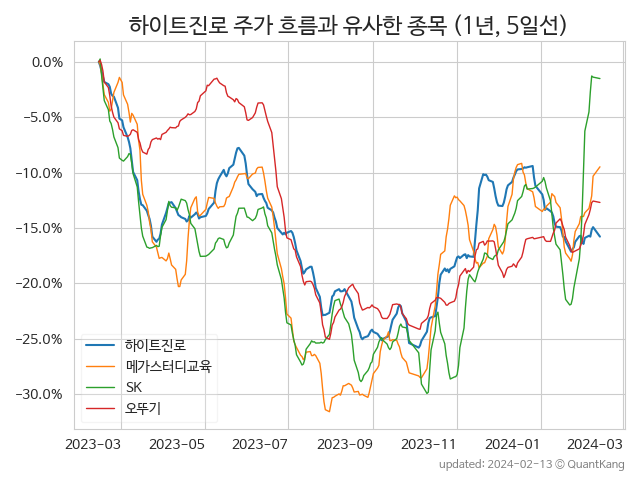 하이트진로 주가 흐름과 유사한 종목 (1년, 5일선)
0.0%
−5.0%
−10.0%
−15.0%
−20.0%
−25.0%
−30.0%
하이트진로
메가스터디교육
SK
오뚜기
2023-03 2023-05 2023-07 2023-09 2023-11 2024-01 2024-03
updated: 2024-02-13 © QuantKang